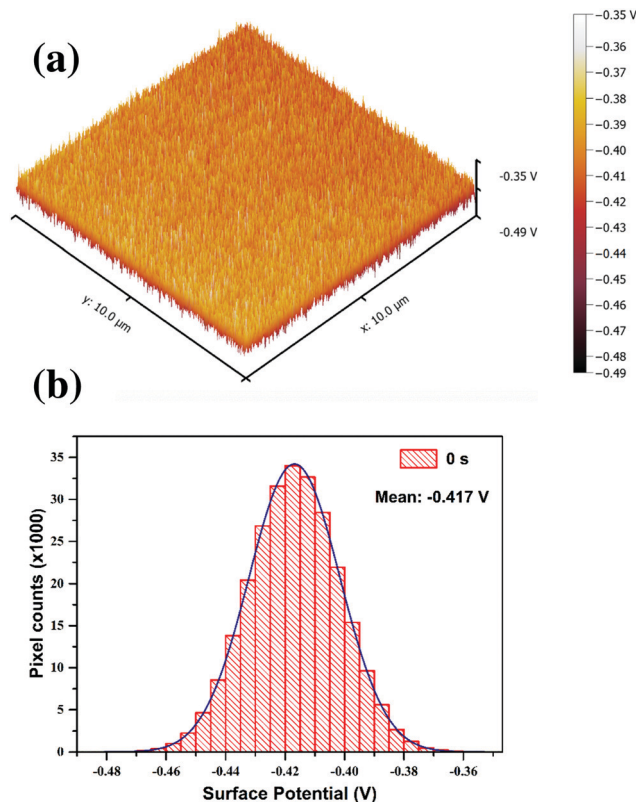 (a)
−0.35 V
−0.36
−0.37
−0.38
−0.39
−0.40
−0.41
−0.42
−0.43
−0.44
−0.45
−0.46
−0.47
−0.48
−0.49
-0.35 V
-0.49 V
y: 10.0 µm
x: 10.0 µm
(b)
Pixel counts (x1000)
35
30
25
20
15
10
5
0
0 s
Mean: -0.417 V
-0.48
-0.46
-0.44
-0.42
-0.40
-0.38
-0.36
Surface Potential (V)